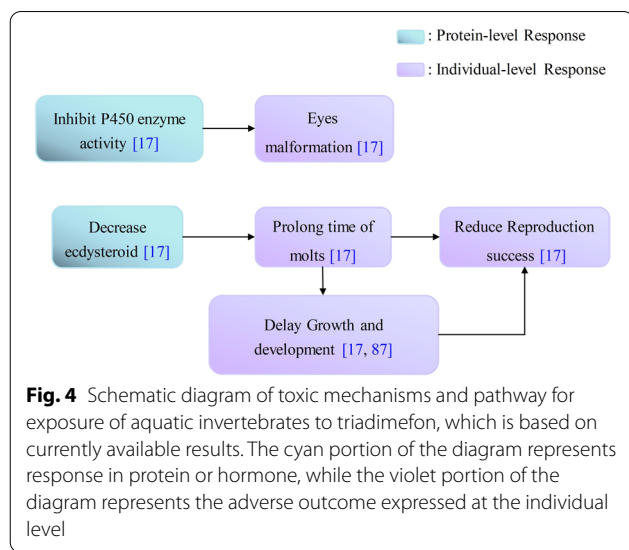 : Protein-level Response
: Individual-level Response
Inhibit P450 enzyme
activity [17]
Eyes
malformation [17]
Decrease
ecdysteroid [17]
Prolong time of
molts [17]
Reduce Reproduction
success [17]
Delay Growth and
development [17, 87]
Fig. 4 Schematic diagram of toxic mechanisms and pathway for
exposure of aquatic invertebrates to triadimefon, which is based on
currently available results. The cyan portion of the diagram represents
response in protein or hormone, while the violet portion of the
diagram represents the adverse outcome expressed at the individual
level